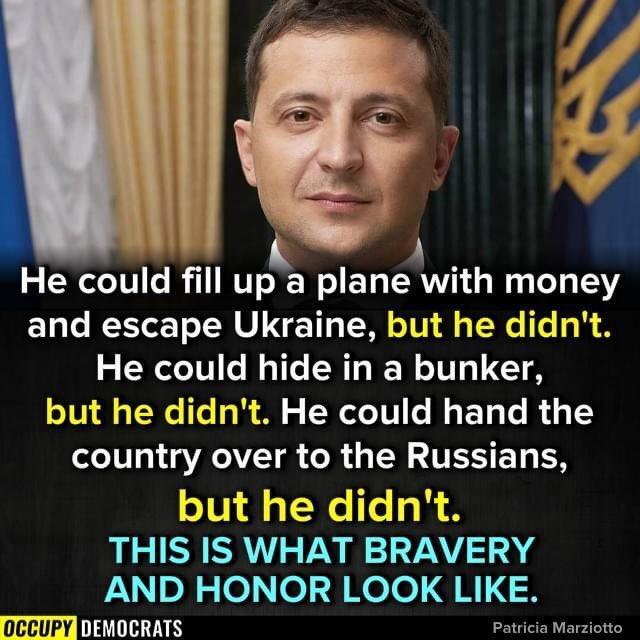 He could fill up a plane with money
and escape Ukraine, but he didn't.
He could hide in a bunker,
but he didn't. He could hand the
country over to the Russians,
but he didn't.
THIS IS WHAT BRAVERY
AND HONOR LOOK LIKE.
OCCUPY DEMOCRATS
Patricia Marziotto